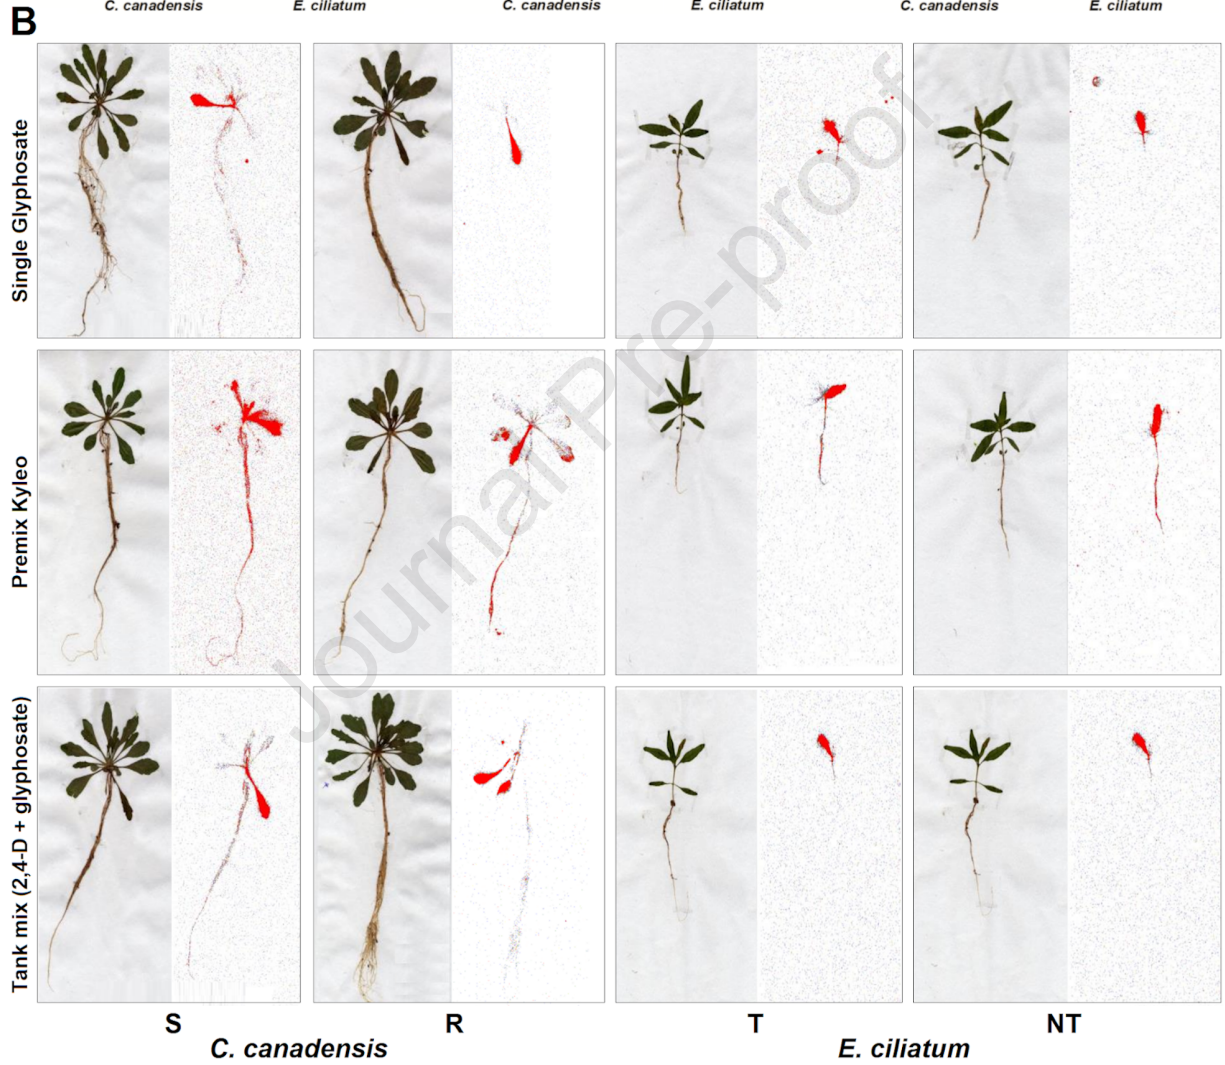 C. canadensis E. ciliatum C. canadensis E. ciliatum C. canadensis E. ciliatum
B
Single Glyphosate
Premix Kyleo
Tank mix (2,4-D + glyphosate)
Journal Pre-proof
S R T NT
C. canadensis E. ciliatum